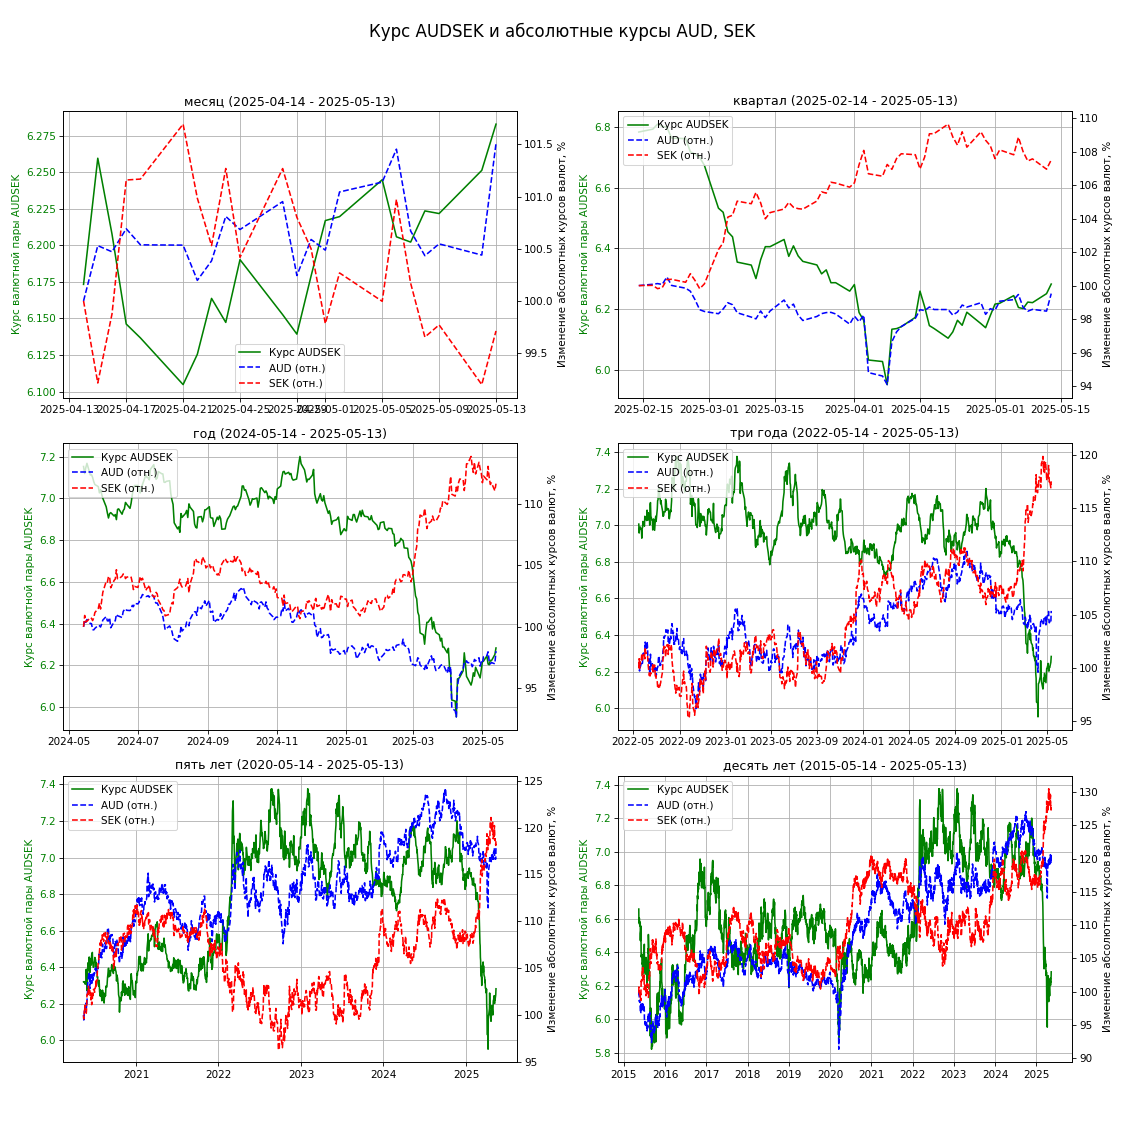 Курс AUDSEK и абсолютные курсы AUD, SEK
месяц (2025-04-14 - 2025-05-13)
Курс валютной пары AUDSEK
6.275
6.250
6.225
6.200
6.175
6.150
6.125
6.100
Курс AUDSEK
AUD (отн.)
SEK (отн.)
101.5
101.0
100.5
100.0
99.5
Изменение абсолютных курсов валют, %
2025-04-13 2025-04-17 2025-04-21 2025-04-25 2025-04-29 2025-05-01 2025-05-05 2025-05-09 2025-05-13
квартал (2025-02-14 - 2025-05-13)
Курс валютной пары AUDSEK
6.8
6.6
6.4
6.2
6.0
Курс AUDSEK
AUD (отн.)
SEK (отн.)
110
108
106
104
102
100
98
96
94
Изменение абсолютных курсов валют, %
2025-02-15 2025-03-01 2025-03-15 2025-04-01 2025-04-15 2025-05-01 2025-05-15
год (2024-05-14 - 2025-05-13)
Курс валютной пары AUDSEK
7.2
7.0
6.8
6.6
6.4
6.2
6.0
Курс AUDSEK
AUD (отн.)
SEK (отн.)
110
105
100
95
Изменение абсолютных курсов валют, %
2024-05 2024-07 2024-09 2024-11 2025-01 2025-03 2025-05
три года (2022-05-14 - 2025-05-13)
Курс валютной пары AUDSEK
7.4
7.2
7.0
6.8
6.6
6.4
6.2
6.0
Курс AUDSEK
AUD (отн.)
SEK (отн.)
120
115
110
105
100
95
Изменение абсолютных курсов валют, %
2022-05 2022-09 2023-01 2023-05 2023-09 2024-01 2024-05 2024-09 2025-01 2025-05
пять лет (2020-05-14 - 2025-05-13)
Курс валютной пары AUDSEK
7.4
7.2
7.0
6.8
6.6
6.4
6.2
6.0
Курс AUDSEK
AUD (отн.)
SEK (отн.)
125
120
115
110
105
100
95
Изменение абсолютных курсов валют, %
2021 2022 2023 2024 2025
десять лет (2015-05-14 - 2025-05-13)
Курс валютной пары AUDSEK
7.4
7.2
7.0
6.8
6.6
6.4
6.2
6.0
5.8
Курс AUDSEK
AUD (отн.)
SEK (отн.)
130
125
120
115
110
105
100
95
90
Изменение абсолютных курсов валют, %
2015 2016 2017 2018 2019 2020 2021 2022 2023 2024 2025